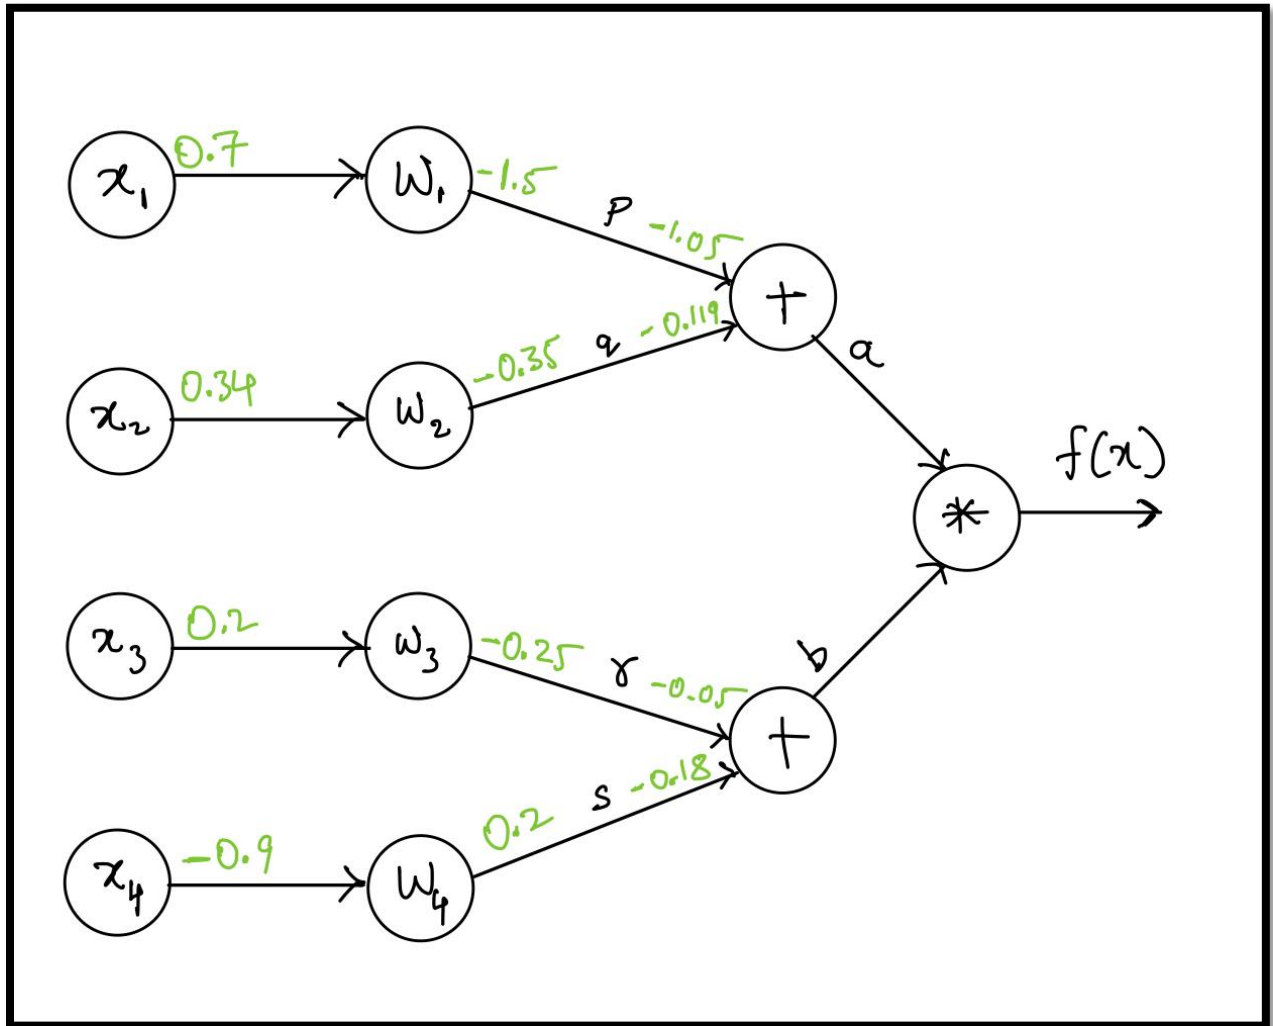 x₁ 0.7 W₁ -1.5 P -1.05
+
a
x₂ 0.34 W₂ -0.35 q -0.119
f(x)
*
x₃ 0.2 W₃ -0.25 r -0.05
b
+
x₄ -0.9 W₄ 0.2 s -0.18